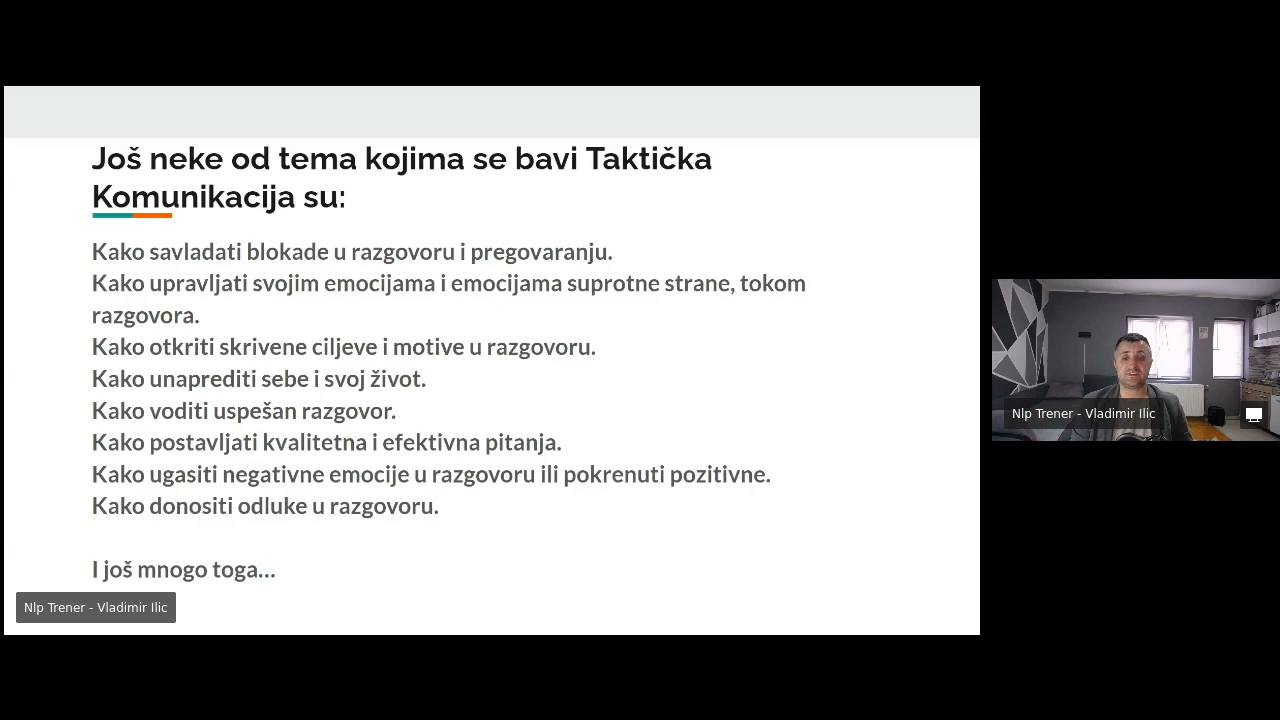 Još neke od tema kojima se bavi Taktička
Komunikacija su:
Kako savladati blokade u razgovoru i pregovaranju.
Kako upravljati svojim emocijama i emocijama suprotne strane, tokom
razgovora.
Kako otkriti skrivene ciljeve i motive u razgovoru.
Kako unaprediti sebe i svoj život.
Kako voditi uspešan razgovor.
Kako postavljati kvalitetna i efektivna pitanja.
Kako ugasiti negativne emocije u razgovoru ili pokrenuti pozitivne.
Kako donositi odluke u razgovoru.
I još mnogo toga...
Nlp Trener - Vladimir Ilic
Nlp Trener - Vladimir Ilic